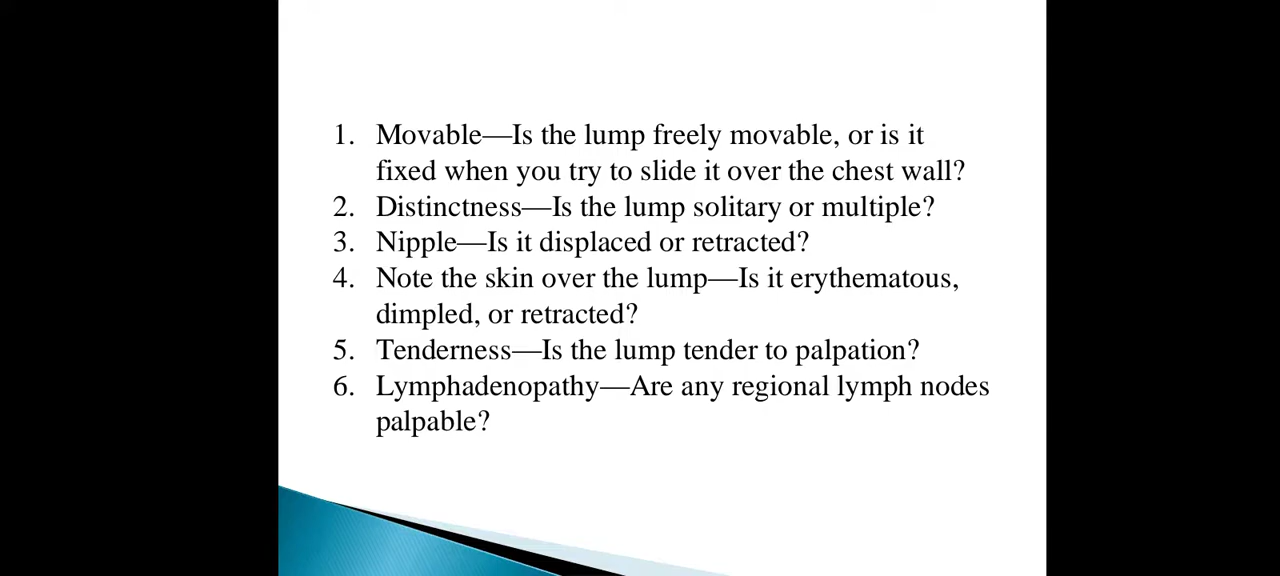 1. Movable—Is the lump freely movable, or is it
fixed when you try to slide it over the chest wall?
2. Distinctness—Is the lump solitary or multiple?
3. Nipple—Is it displaced or retracted?
4. Note the skin over the lump—Is it erythematous,
dimpled, or retracted?
5. Tenderness—Is the lump tender to palpation?
6. Lymphadenopathy—Are any regional lymph nodes
palpable?